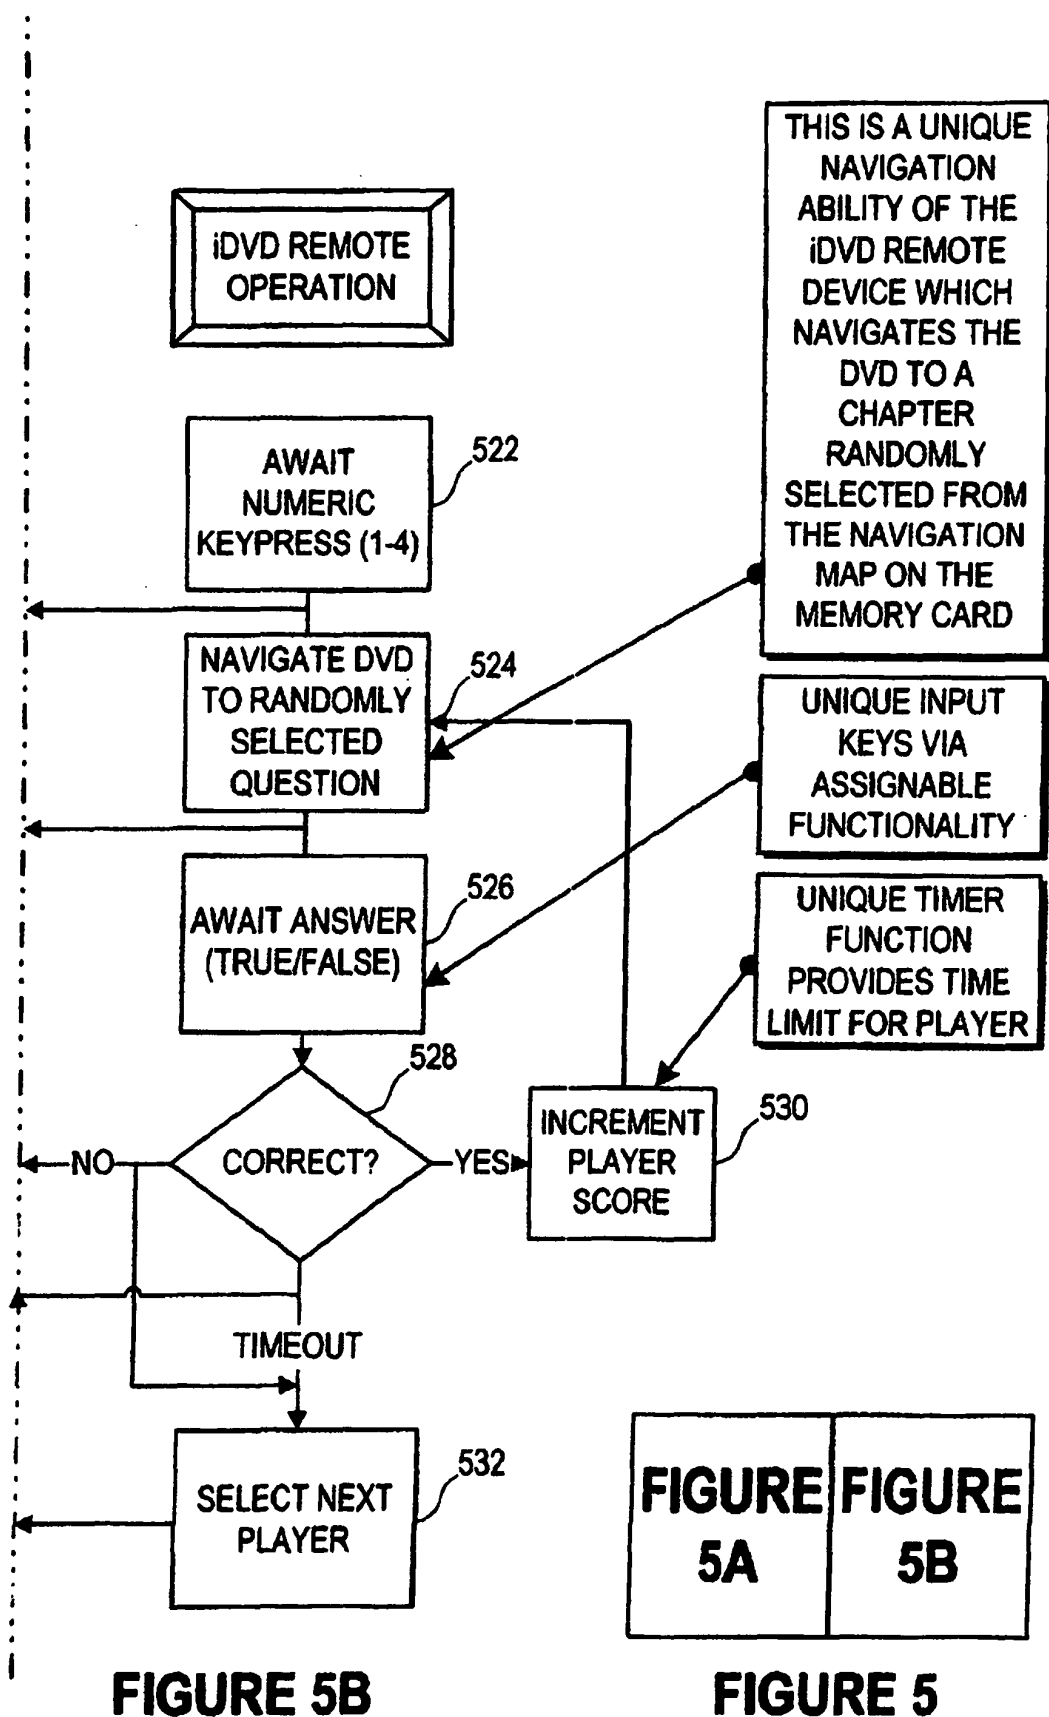 iDVD REMOTE
OPERATION
AWAIT
NUMERIC
KEYPRESS (1-4)
522
NAVIGATE DVD
TO RANDOMLY
SELECTED
QUESTION
524
AWAIT ANSWER
(TRUE/FALSE)
526
528
CORRECT?
NO
YES
INCREMENT
PLAYER
SCORE
530
TIMEOUT
SELECT NEXT
PLAYER
532
THIS IS A UNIQUE
NAVIGATION
ABILITY OF THE
iDVD REMOTE
DEVICE WHICH
NAVIGATES THE
DVD TO A
CHAPTER
RANDOMLY
SELECTED FROM
THE NAVIGATION
MAP ON THE
MEMORY CARD
UNIQUE INPUT
KEYS VIA
ASSIGNABLE
FUNCTIONALITY
UNIQUE TIMER
FUNCTION
PROVIDES TIME
LIMIT FOR PLAYER
FIGURE
5A
FIGURE
5B
FIGURE 5B
FIGURE 5